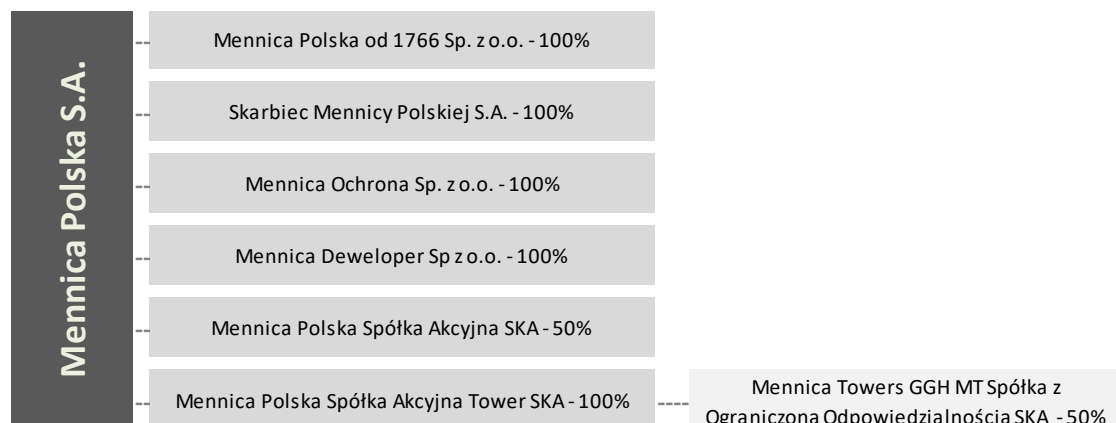 Mennica Polska S.A.
Mennica Polska od 1766 Sp. z o.o. - 100%
Skarbiec Mennicy Polskiej S.A. - 100%
Mennica Ochrona Sp. z o.o. - 100%
Mennica Deweloper Sp z o.o. - 100%
Mennica Polska Spółka Akcyjna SKA - 50%
Mennica Polska Spółka Akcyjna Tower SKA - 100%
Mennica Towers GGH MT Spółka z
Ograniczoną Odpowiedzialnością SKA - 50%